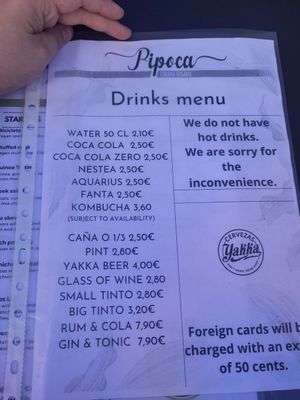 Pipoca
Drinks menu
WATER 50 CL 2,10€
COCA COLA 2,50€
COCA COLA ZERO 2,50€
NESTEA 2,50€
AQUARIUS 2,50€
FANTA 2,50€
KOMBUCHA 3,60
(SUBJECT TO AVAILABILITY)
CAÑA O 1/3 2,50€
PINT 2,80€
YAKKA BEER 4,00€
GLASS OF WINE 2,80
SMALL TINTO 2,80€
BIG TINTO 3,20€
RUM & COLA 7,90€
GIN & TONIC 7,90€
We do not have
hot drinks.
We are sorry for
the
inconvenience.
CERVEZAS
Yakka
Foreign cards will b
charged with an ex
of 50 cents.